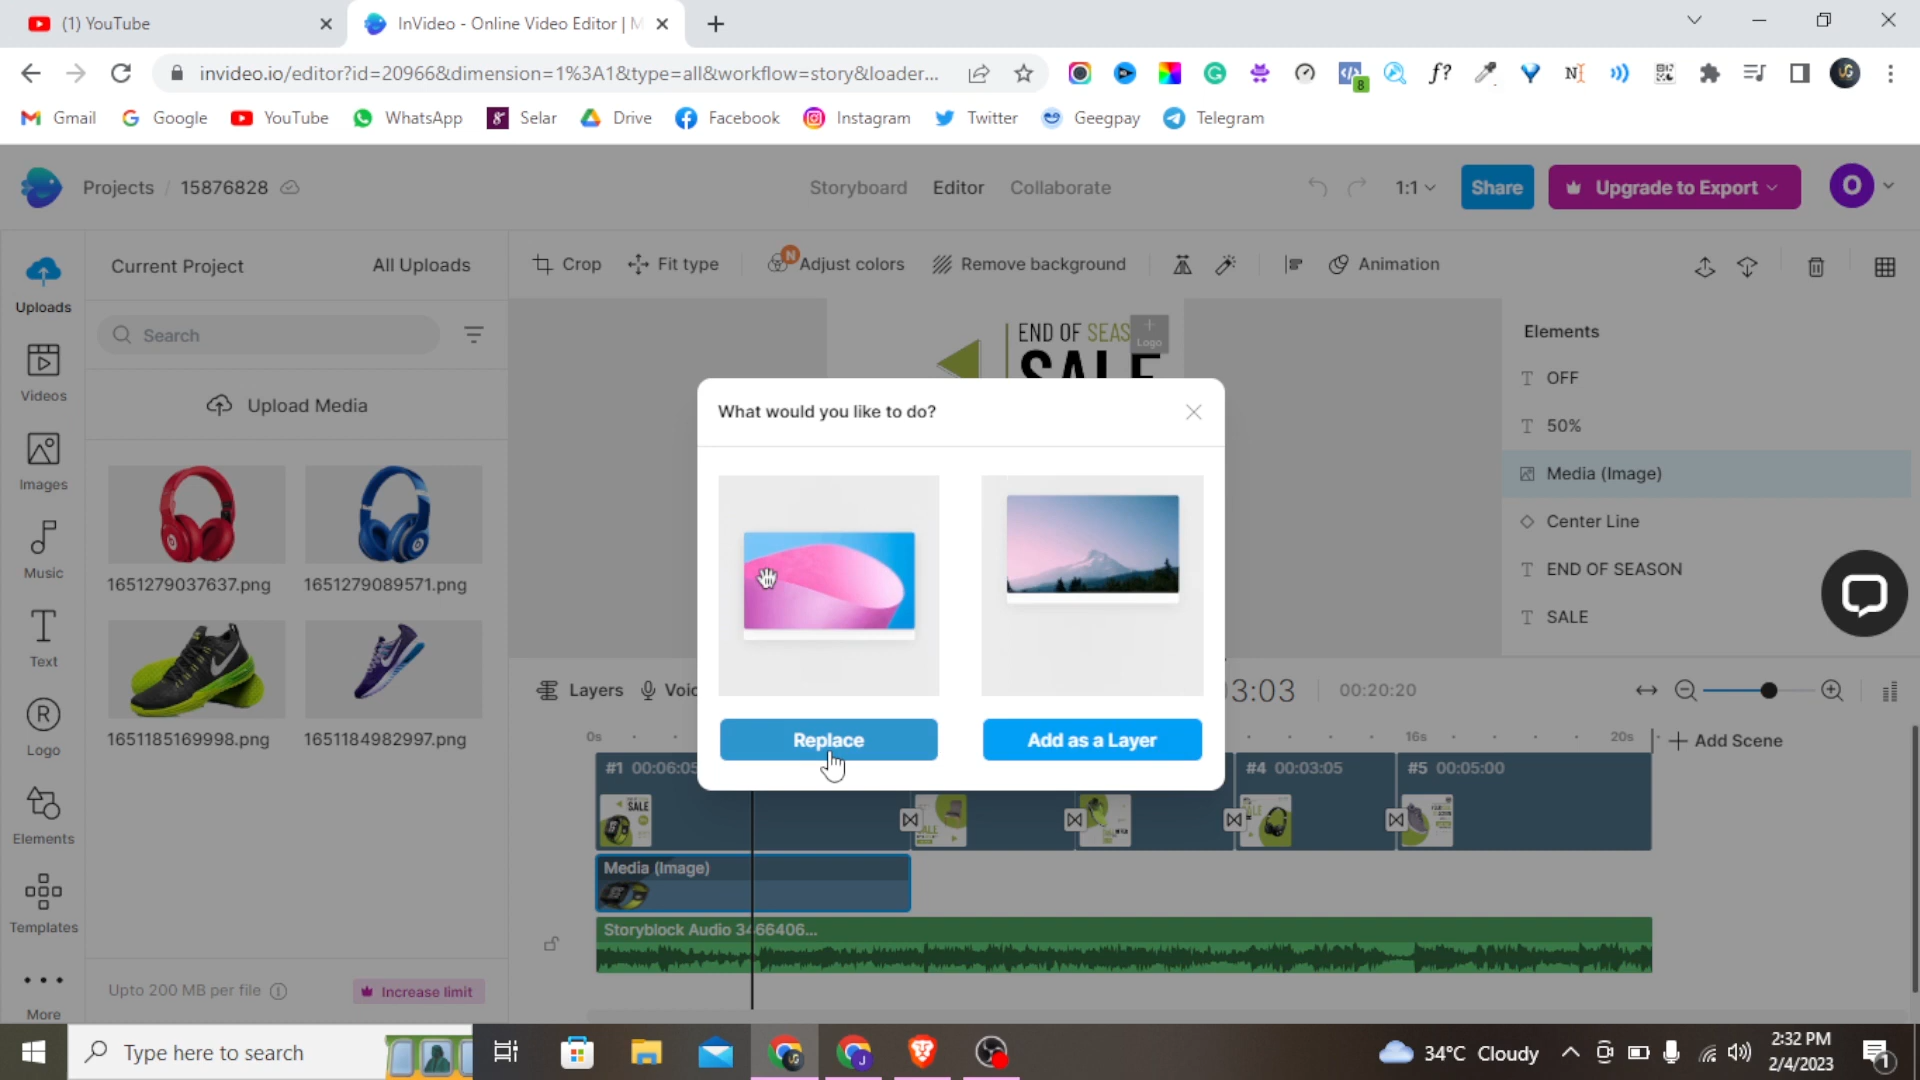 (1) YouTube
InVideo - Online Video Editor | M
invideo.io/editor?id=20966&dimension=1%3A1&type=all&workflow=story&loader...
f?
8
Gmail
Google
YouTube
WhatsApp
Selar
Drive
Facebook
Instagram
Twitter
Geegpay
Telegram
Projects / 15876828
Storyboard
Editor
Collaborate
1:1
Share
Upgrade to Export
O
Uploads
Videos
Images
Music
Text
Logo
Elements
Templates
More
Current Project
All Uploads
Search
Upload Media
1651279037637.png
1651279089571.png
1651185169998.png
1651184982997.png
Upto 200 MB per file
Increase limit
Crop
Fit type
N
Adjust colors
Remove background
Animation
END OF SEAS
SALE
+
Logo
What would you like to do?
Replace
Add as a Layer
Elements
OFF
50%
Media (Image)
Center Line
END OF SEASON
SALE
Layers
Voic
3:03
00:20:20
0s
16s
20s
+ Add Scene
#1 00:06:05
#4 00:03:05
#5 00:05:00
SALE
Media (Image)
Storyblock Audio 3466406...
Type here to search
34°C Cloudy
2:32 PM
2/4/2023
1